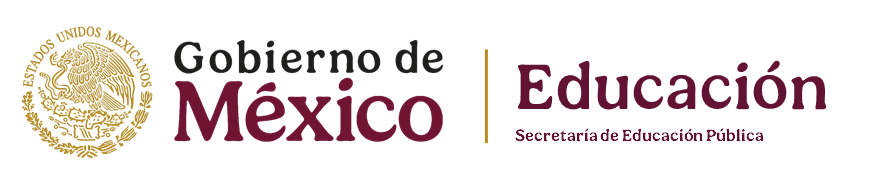 ESTADOS UNIDOS MEXICANOS
Gobierno de
México
Educación
Secretaría de Educación Pública